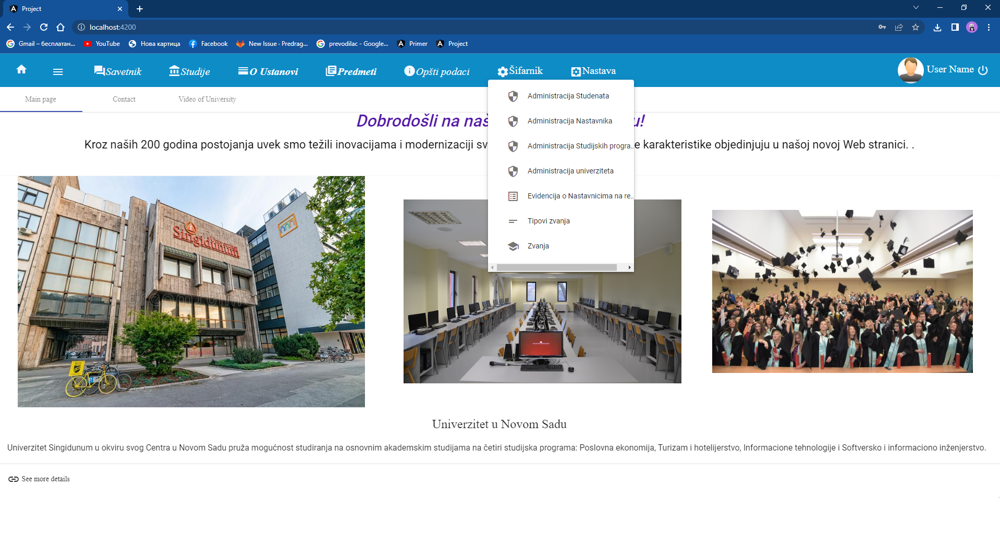 Project
localhost:4200
Gmail – бесплатан...
YouTube
Нова картица
Facebook
New Issue · Predrag...
prevodilac - Google...
Primer
Project
Savetnik
Studije
O Ustanovi
Predmeti
Opšti podaci
Šifarnik
Nastava
User Name
Main page
Contact
Video of University
Administracija Studenata
Administracija Nastavnika
Administracija Studijskih progra...
Administracija univerziteta
Evidencija o Nastavnicima na re...
Tipovi zvanja
Zvanja
Dobrodošli na naš u!
Kroz naših 200 godina postojanja uvek smo težili inovacijama i modernizaciji sv e karakteristike objedinjuju u našoj novoj Web stranici. .
Singidunum
Singidunum
Univerzitet u Novom Sadu
Univerzitet Singidunum u okviru svog Centra u Novom Sadu pruža mogućnost studiranja na osnovnim akademskim studijama na četiri studijska programa: Poslovna ekonomija, Turizam i hotelijerstvo, Informacione tehnologije i Softversko i informaciono inženjerstvo.
See more details